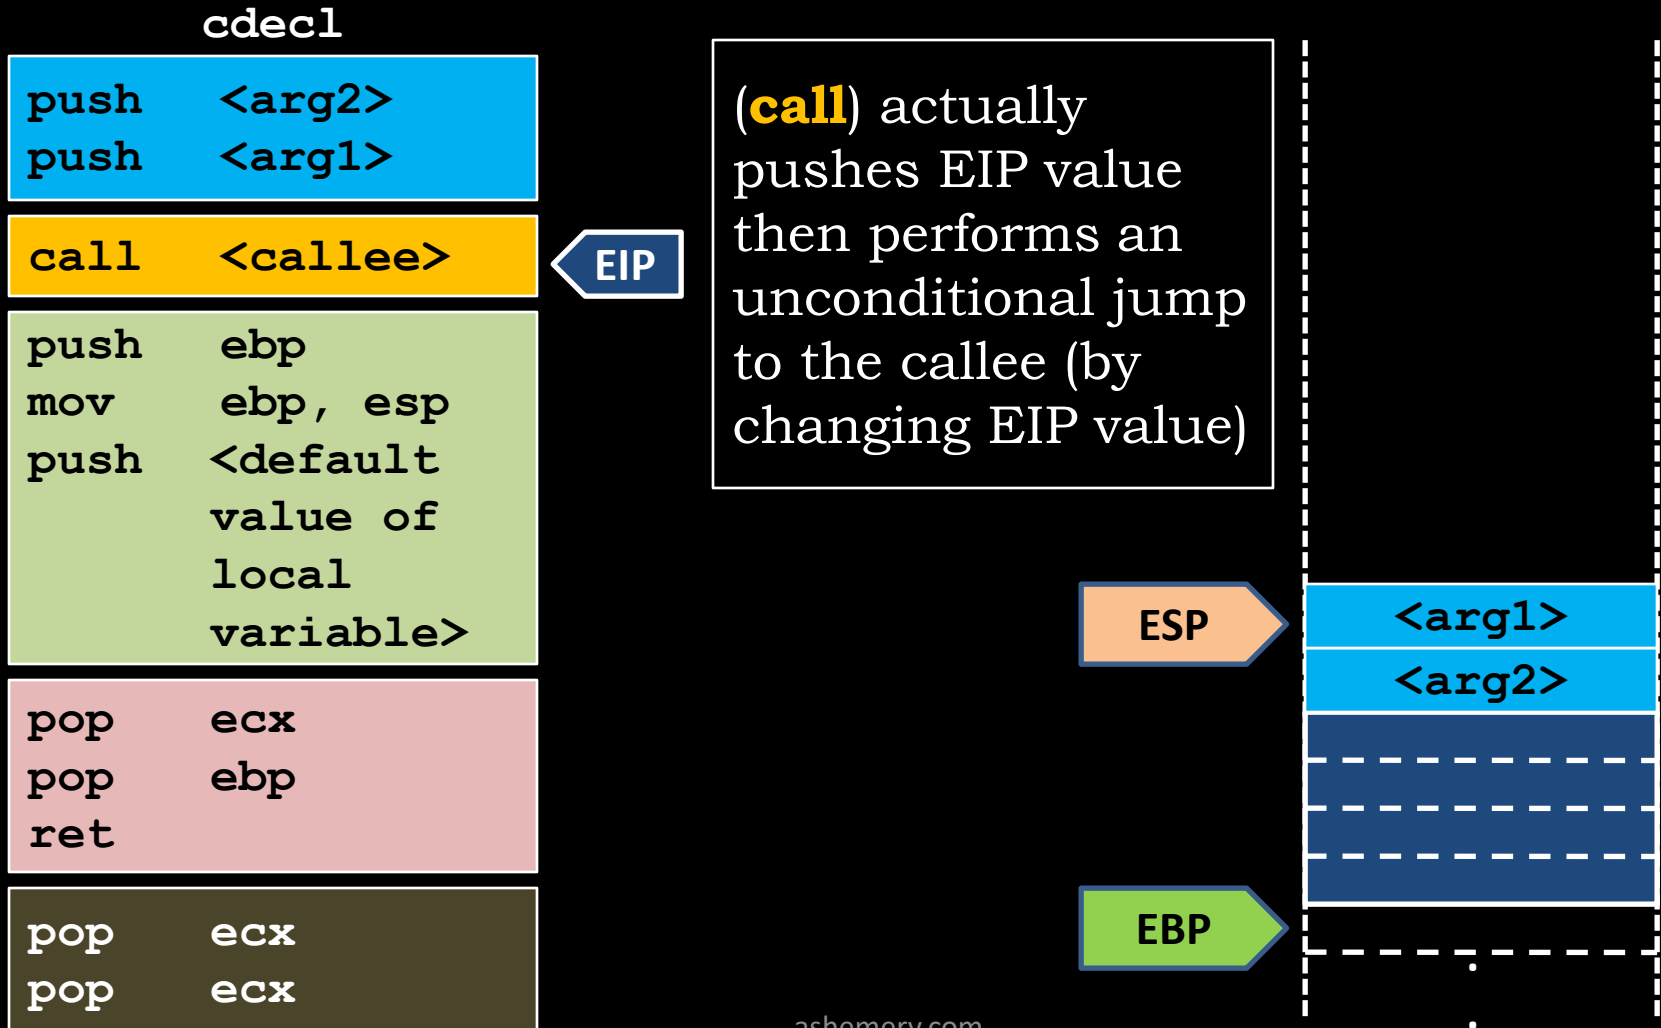 cdecl
push <arg2>
push <arg1>
call <callee>
EIP
push ebp
mov ebp, esp
push <default
value of
local
variable>
pop ecx
pop ebp
ret
pop ecx
pop ecx
(call) actually
pushes EIP value
then performs an
unconditional jump
to the callee (by
changing EIP value)
ESP
<arg1>
<arg2>
EBP
ashemery.com